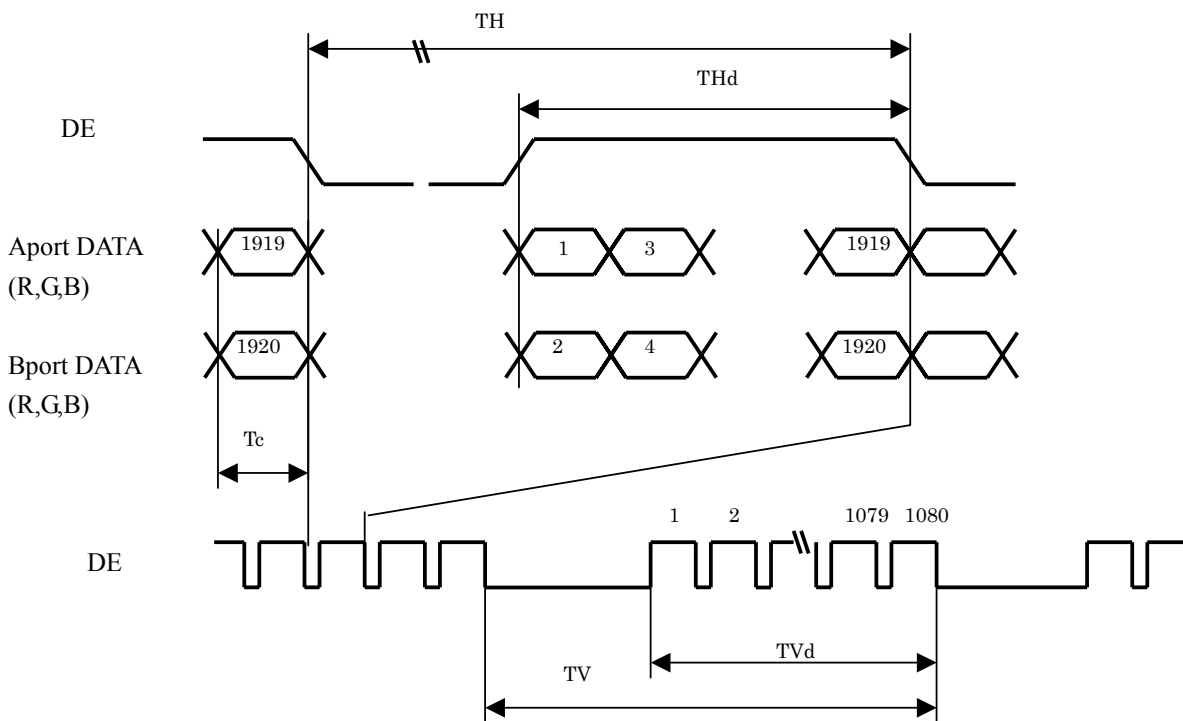 TH
THd
DE
Aport DATA
(R,G,B)
1919
1
3
1919
Bport DATA
(R,G,B)
1920
2
4
1920
Tc
1
2
1079
1080
DE
TVd
TV